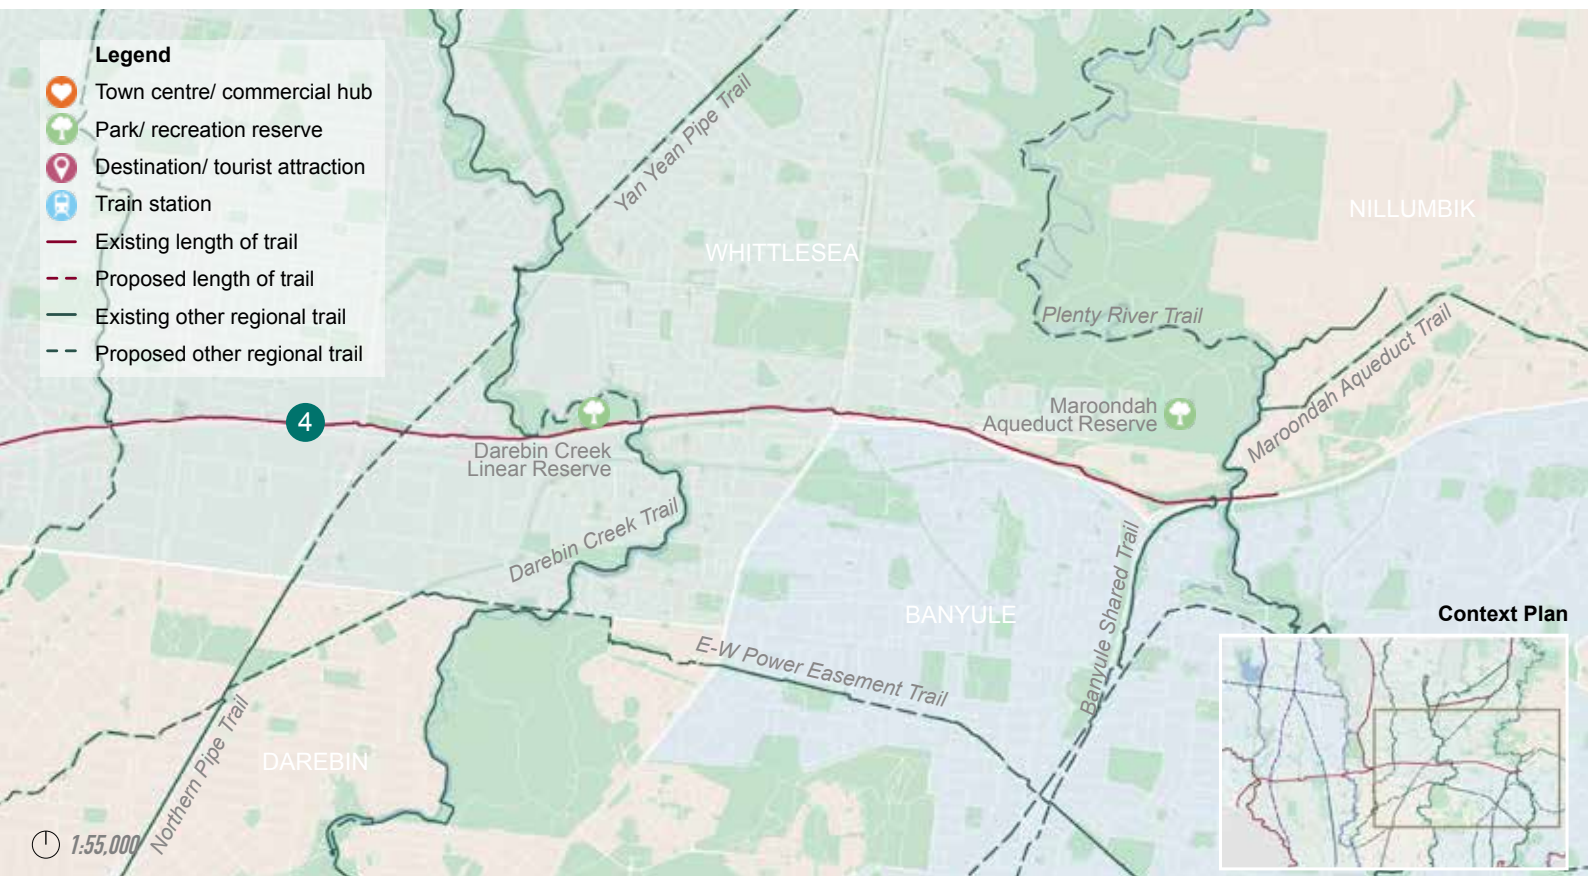 Legend
Town centre/ commercial hub
Park/ recreation reserve
Destination/ tourist attraction
Train station
Existing length of trail
Proposed length of trail
Existing other regional trail
Proposed other regional trail
Yan Yean Pipe Trail
WHITTLESEA
NILLUMBIK
Plenty River Trail
Maroondah Aqueduct Trail
4
Maroondah
Aqueduct Reserve
Darebin Creek
Linear Reserve
Darebin Creek Trail
Banyule Shared Trail
BANYULE
E-W Power Easement Trail
Context Plan
DAREBIN
Northern Pipe Trail
1:55,000